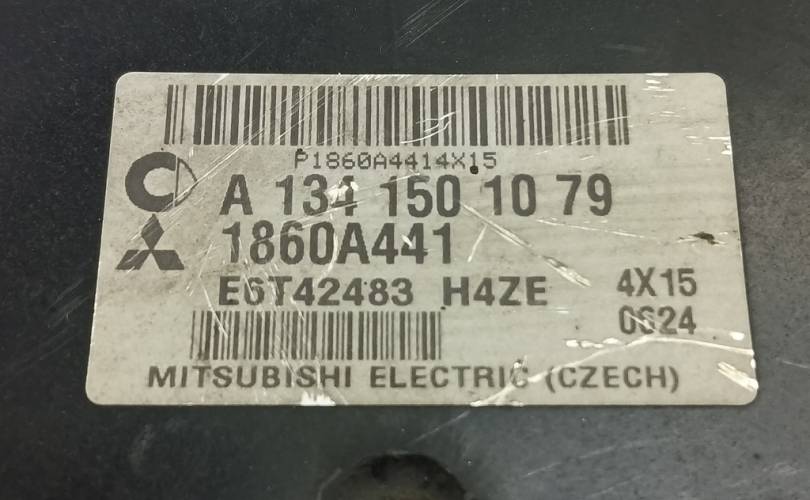 P1860A4414X15
A 134 150 10 79
1860A441
E6T42483 H4ZE 4X15
0624
MITSUBISHI ELECTRIC (CZECH)